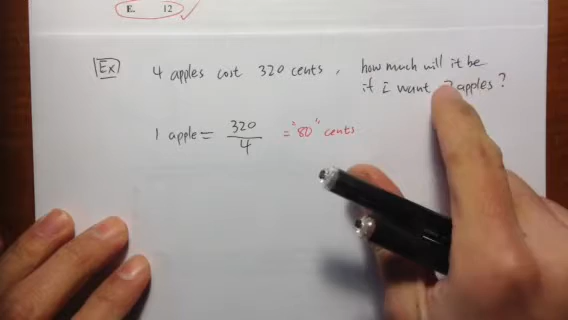 E. 12
Ex 4 apples cost 320 cents, how much will it be
if I want apples?
1 apple = 320/4 = "80" cents